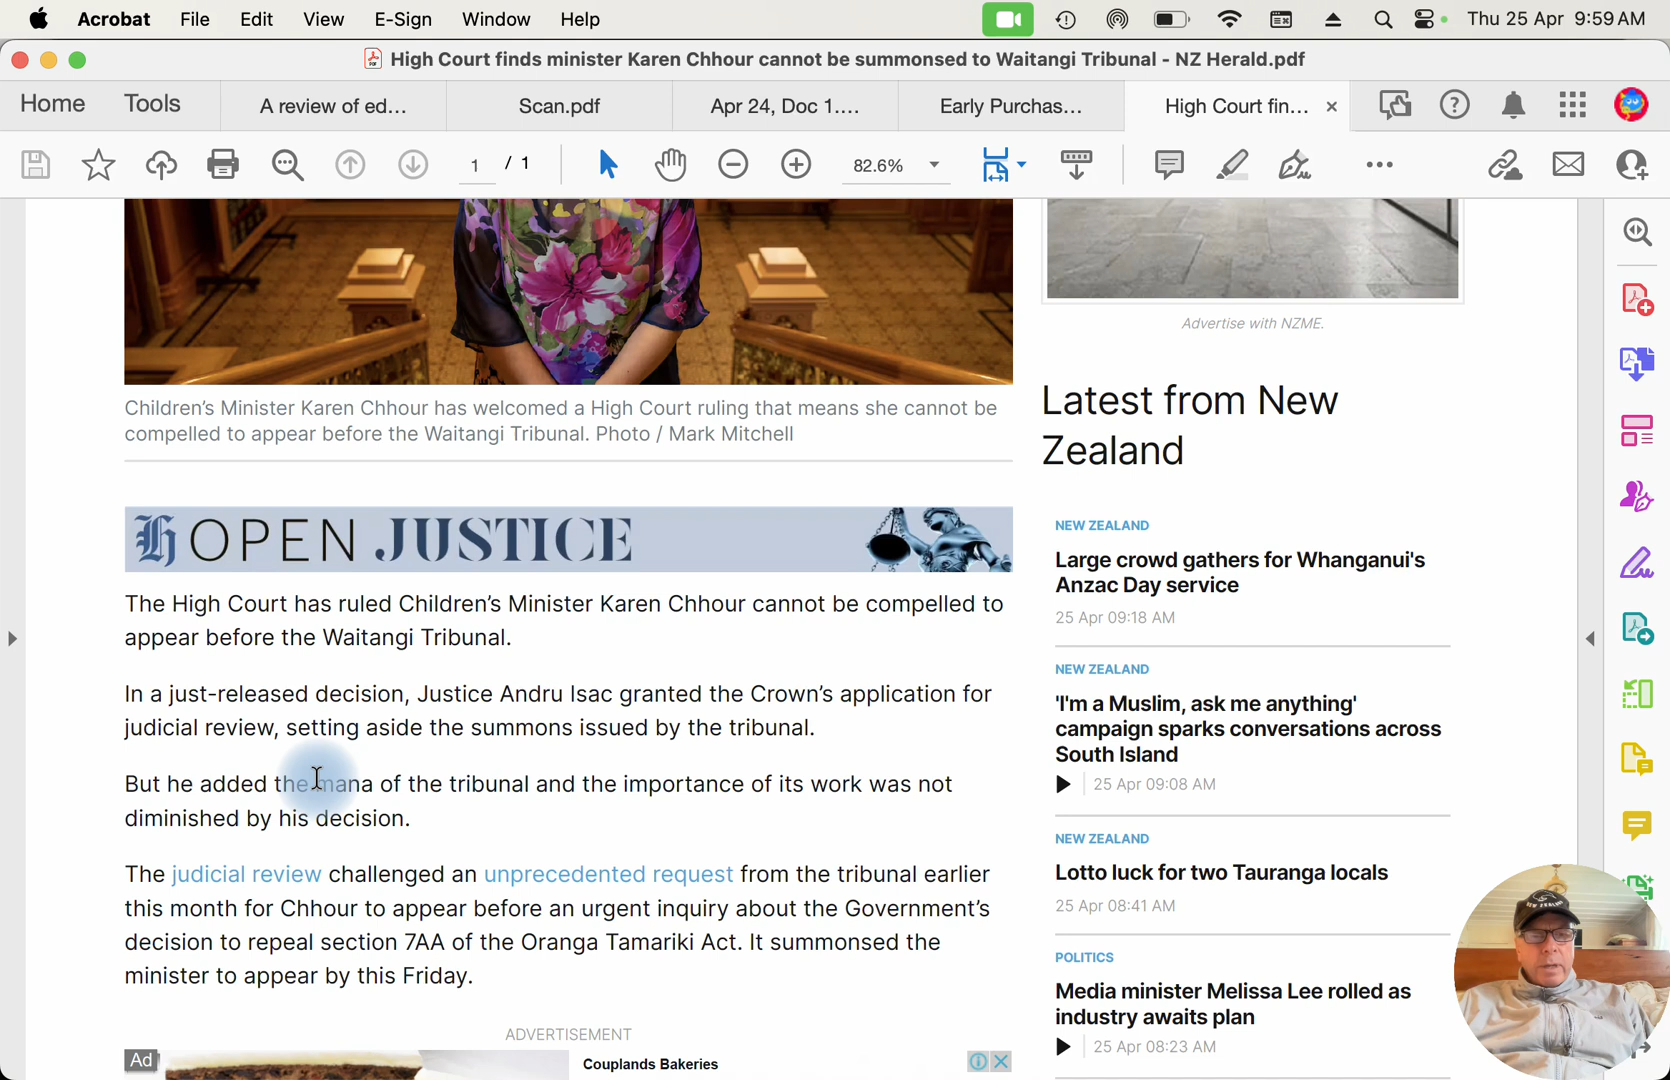 Acrobat File Edit View E-Sign Window Help Thu 25 Apr 9:59 AM
High Court finds minister Karen Chhour cannot be summonsed to Waitangi Tribunal - NZ Herald.pdf
Home Tools A review of ed... Scan.pdf Apr 24, Doc 1.... Early Purchas... High Court fin... ×
1 / 1 82.6%
Children's Minister Karen Chhour has welcomed a High Court ruling that means she cannot be
compelled to appear before the Waitangi Tribunal. Photo / Mark Mitchell
OPEN JUSTICE
The High Court has ruled Children's Minister Karen Chhour cannot be compelled to
appear before the Waitangi Tribunal.
In a just-released decision, Justice Andru Isac granted the Crown's application for
judicial review, setting aside the summons issued by the tribunal.
But he added the mana of the tribunal and the importance of its work was not
diminished by his decision.
The judicial review challenged an unprecedented request from the tribunal earlier
this month for Chhour to appear before an urgent inquiry about the Government's
decision to repeal section 7AA of the Oranga Tamariki Act. It summonsed the
minister to appear by this Friday.
ADVERTISEMENT
Ad
Couplands Bakeries
Advertise with NZME.
Latest from New
Zealand
NEW ZEALAND
Large crowd gathers for Whanganui's
Anzac Day service
25 Apr 09:18 AM
NEW ZEALAND
'I'm a Muslim, ask me anything'
campaign sparks conversations across
South Island
25 Apr 09:08 AM
NEW ZEALAND
Lotto luck for two Tauranga locals
25 Apr 08:41 AM
POLITICS
Media minister Melissa Lee rolled as
industry awaits plan
25 Apr 08:23 AM
NEW ZEALAND